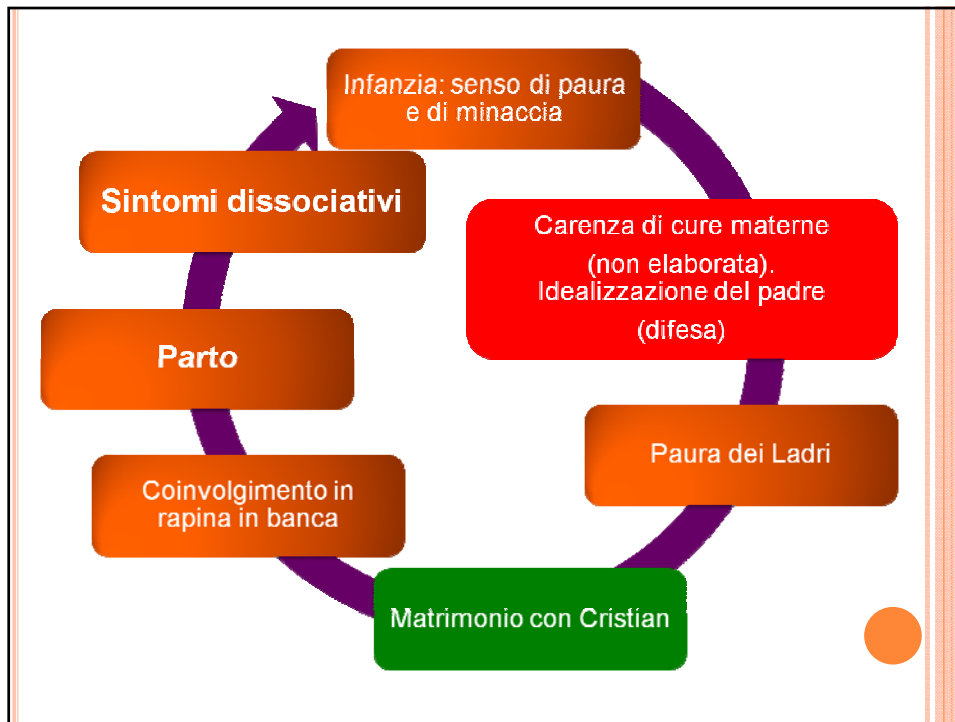 Infanzia: senso di paura
e di minaccia
Carenza di cure materne
(non elaborata).
Idealizzazione del padre
(difesa)
Paura dei Ladri
Matrimonio con Cristian
Coinvolgimento in
rapina in banca
Parto
Sintomi dissociativi